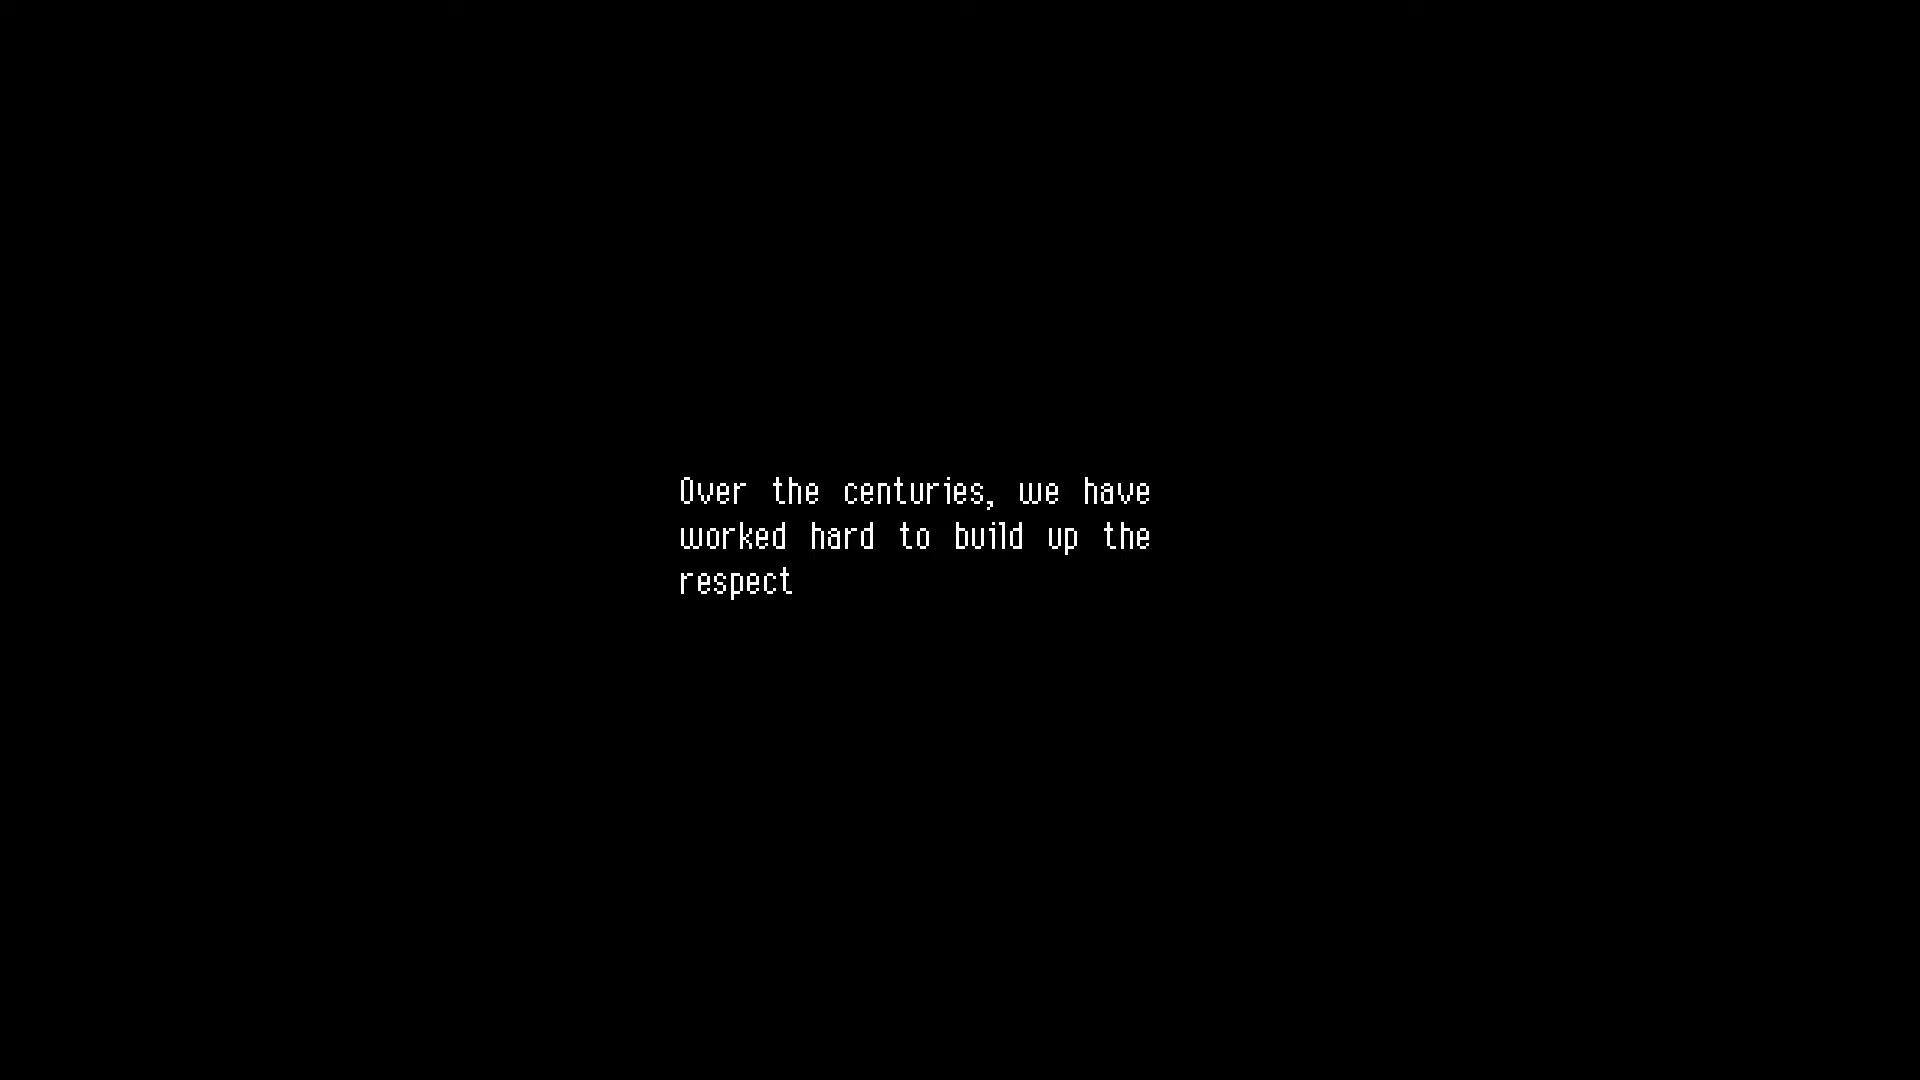 Over the centuries, we have
worked hard to build up the
respect